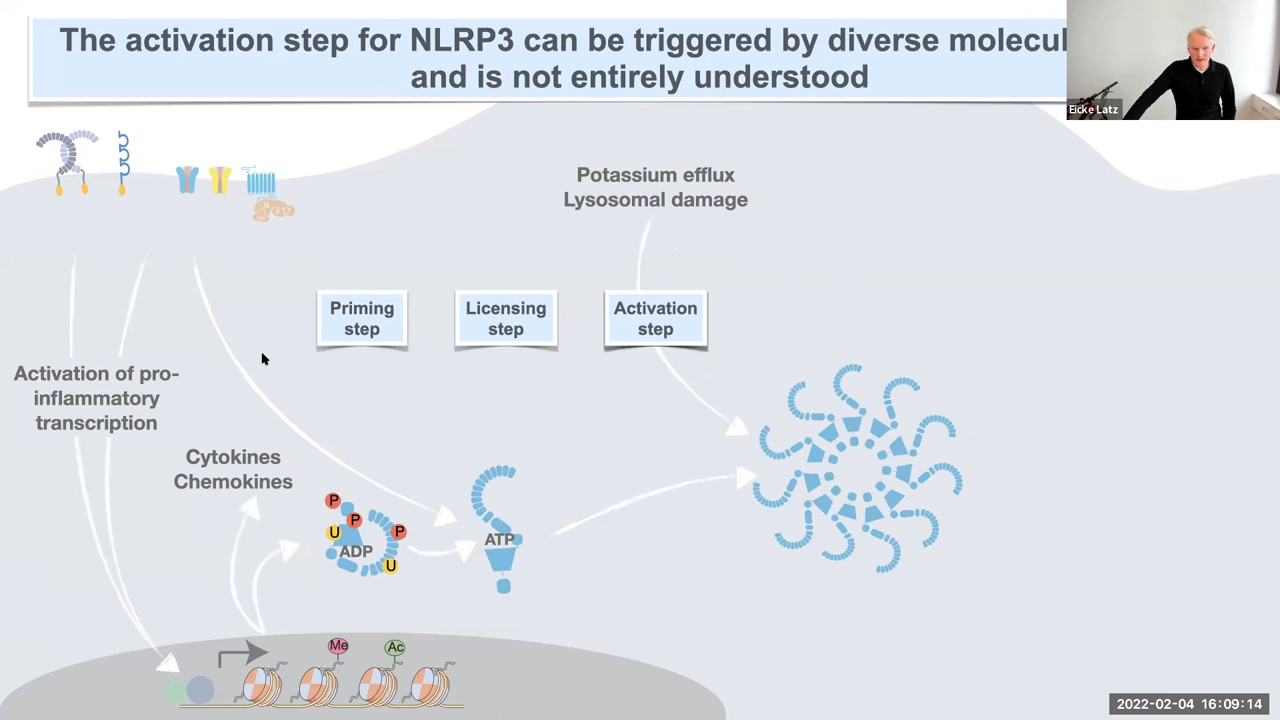 The activation step for NLRP3 can be triggered by diverse molecul
and is not entirely understood
Eicke Latz
Potassium efflux
Lysosomal damage
Priming
step
Licensing
step
Activation
step
Activation of pro-
inflammatory
transcription
Cytokines
Chemokines
P
P
U
P
ADP
U
ATP
Me
Ac
2022-02-04 16:09:14